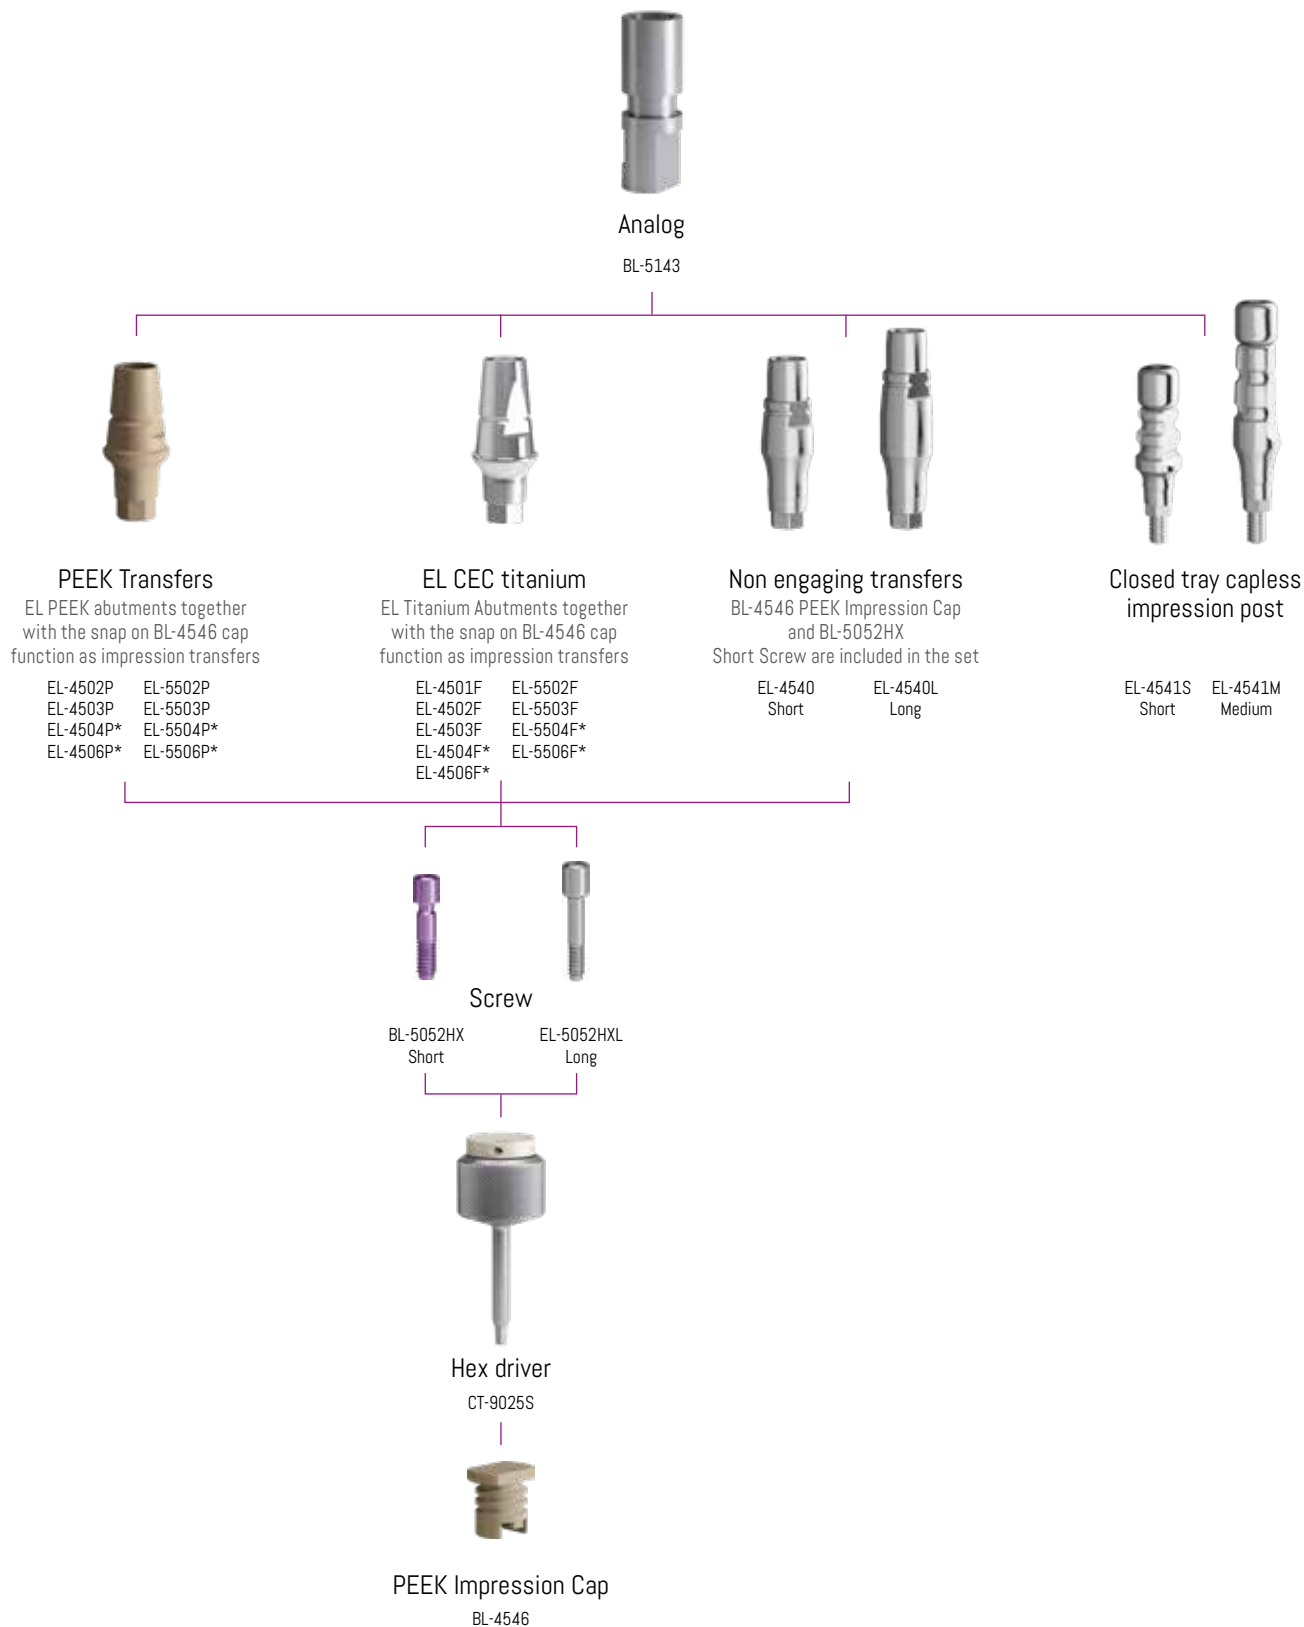 Analog
BL-5143
PEEK Transfers
EL PEEK abutments together
with the snap on BL-4546 cap
function as impression transfers
EL-4502P EL-5502P
EL-4503P EL-5503P
EL-4504P* EL-5504P*
EL-4506P* EL-5506P*
EL CEC titanium
EL Titanium Abutments together
with the snap on BL-4546 cap
function as impression transfers
EL-4501F EL-5502F
EL-4502F EL-5503F
EL-4503F EL-5504F*
EL-4504F* EL-5506F*
EL-4506F*
Non engaging transfers
BL-4546 PEEK Impression Cap
and BL-5052HX
Short Screw are included in the set
EL-4540 EL-4540L
Short Long
Closed tray capless
impression post
EL-4541S EL-4541M
Short Medium
Screw
BL-5052HX EL-5052HXL
Short Long
Hex driver
CT-9025S
PEEK Impression Cap
BL-4546